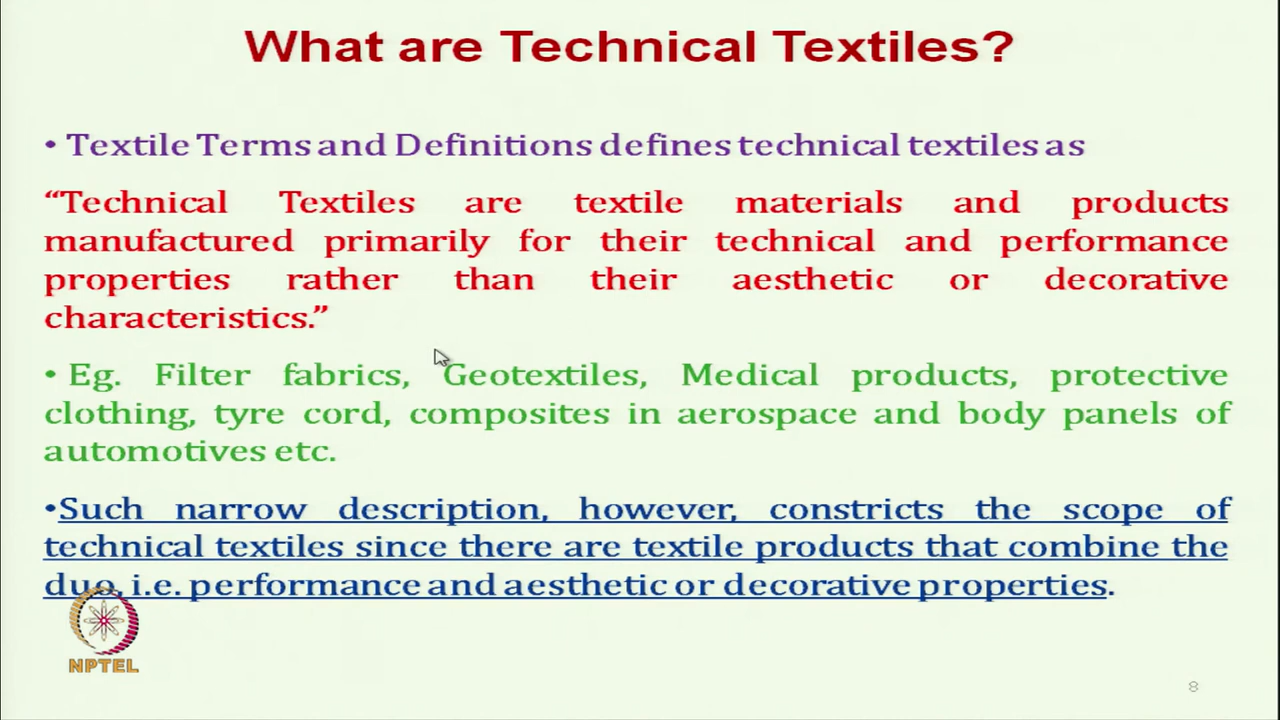 What are Technical Textiles?
• Textile Terms and Definitions defines technical textiles as
“Technical Textiles are textile materials and products
manufactured primarily for their technical and performance
properties rather than their aesthetic or decorative
characteristics.”
• Eg. Filter fabrics, Geotextiles, Medical products, protective
clothing, tyre cord, composites in aerospace and body panels of
automotives etc.
•Such narrow description, however, constricts the scope of
technical textiles since there are textile products that combine the
duo, i.e. performance and aesthetic or decorative properties.
NPTEL
8